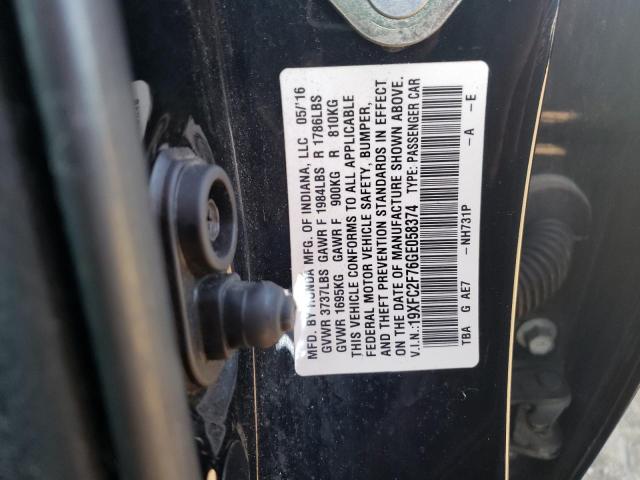 MFD. BY HONDA MFG. OF INDIANA, LLC 05/'16
GVWR 3737LBS GAWR F 1984LBS R 1786LBS
GVWR 1695KG GAWR F 900KG R 810KG
THIS VEHICLE CONFORMS TO ALL APPLICABLE
FEDERAL MOTOR VEHICLE SAFETY, BUMPER,
AND THEFT PREVENTION STANDARDS IN EFFECT
ON THE DATE OF MANUFACTURE SHOWN ABOVE.
V.I.N.:19XFC2F76GE058374 TYPE: PASSENGER CAR
TBA G AE7 -NH731P -A -E